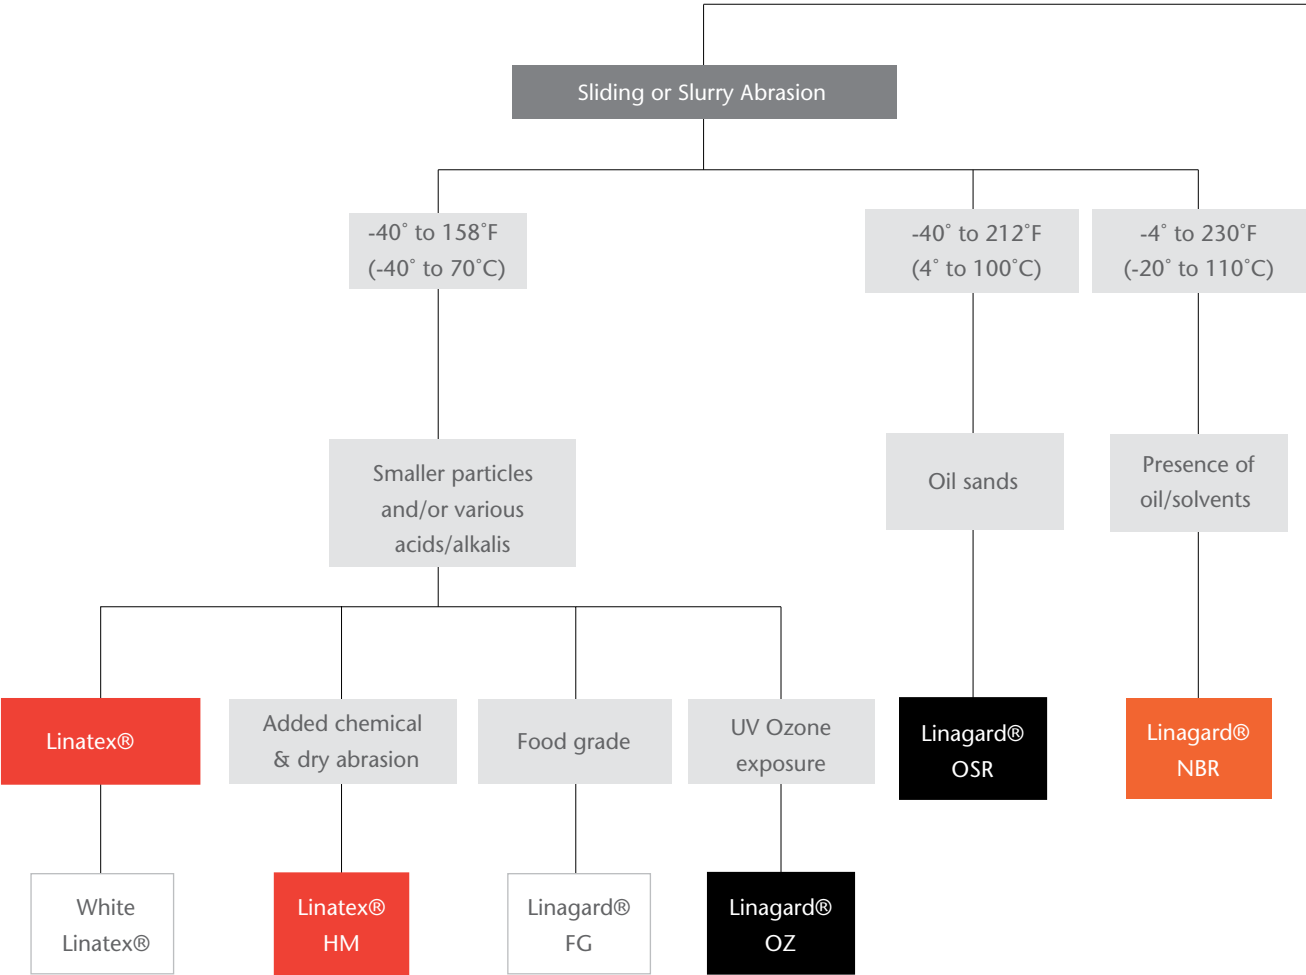 Sliding or Slurry Abrasion
-40˚ to 158˚F
(-40˚ to 70˚C)
-40˚ to 212˚F
(4˚ to 100˚C)
-4˚ to 230˚F
(-20˚ to 110˚C)
Smaller particles
and/or various
acids/alkalis
Oil sands
Presence of
oil/solvents
Linatex®
Added chemical
& dry abrasion
Food grade
UV Ozone
exposure
Linagard®
OSR
Linagard®
NBR
White
Linatex®
Linatex®
HM
Linagard®
FG
Linagard®
OZ